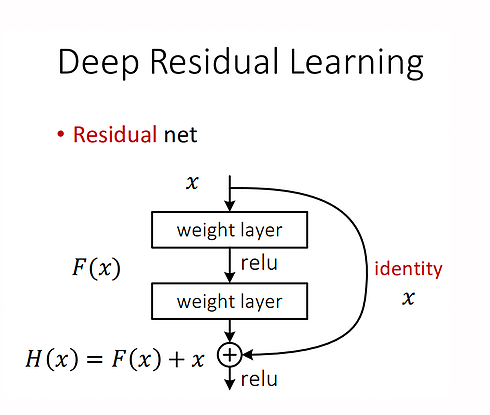 Deep Residual Learning
• Residual net
x
weight layer
F(x)
relu
identity
x
weight layer
H(x) = F(x) + x
+
relu